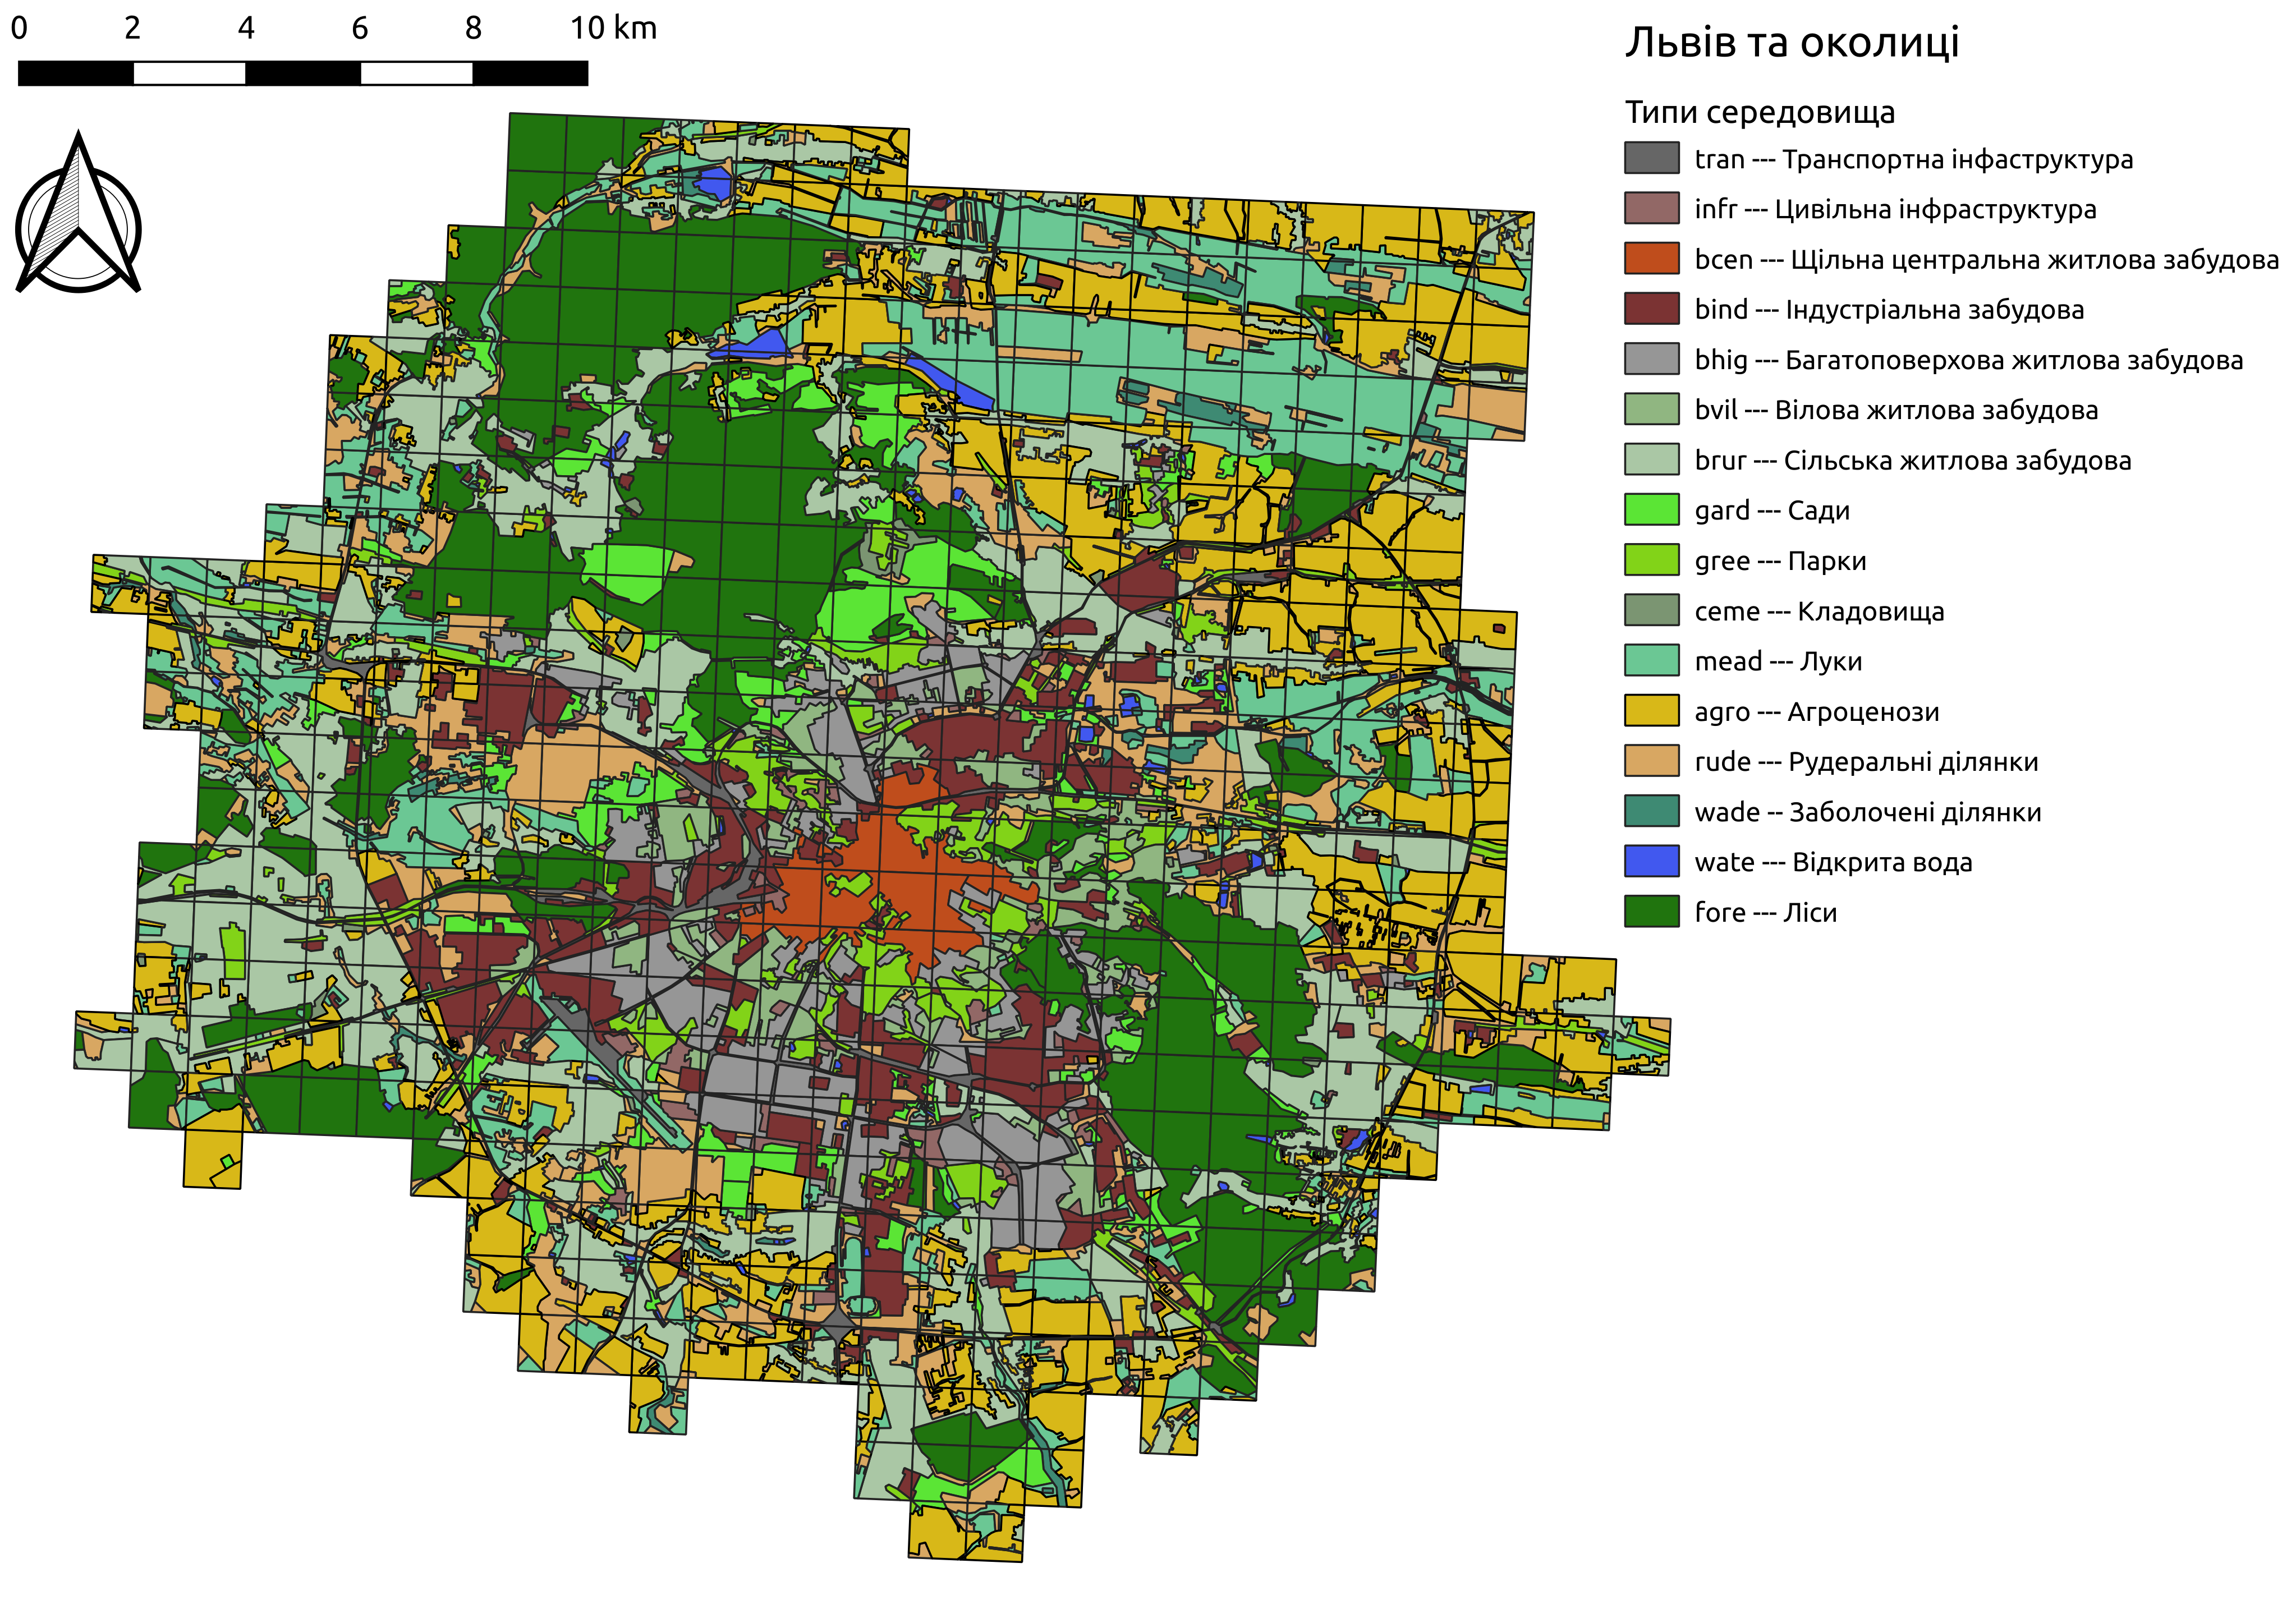 0 2 4 6 8 10 km
Львів та околиці
Типи середовища
tran --- Транспортна інфаструктура
infr --- Цивільна інфраструктура
bcen --- Щільна центральна житлова забудова
bind --- Індустріальна забудова
bhig --- Багатоповерхова житлова забудова
bvil --- Вілова житлова забудова
brur --- Сільська житлова забудова
gard --- Сади
gree --- Парки
ceme --- Кладовища
mead --- Луки
agro --- Агроценози
rude --- Рудеральні ділянки
wade -- Заболочені ділянки
wate --- Відкрита вода
fore --- Ліси